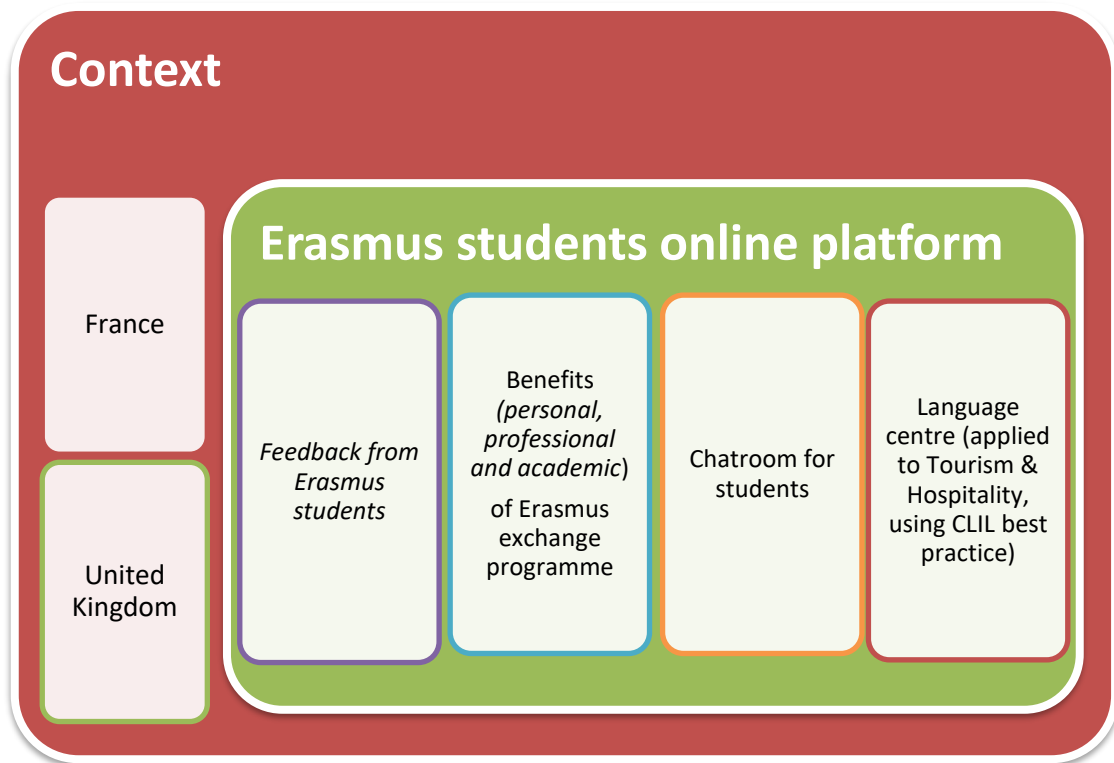 Context
France
United
Kingdom
Erasmus students online platform
Feedback from
Erasmus
students
Benefits
(personal,
professional
and academic)
of Erasmus
exchange
programme
Chatroom for
students
Language
centre (applied
to Tourism &
Hospitality,
using CLIL best
practice)